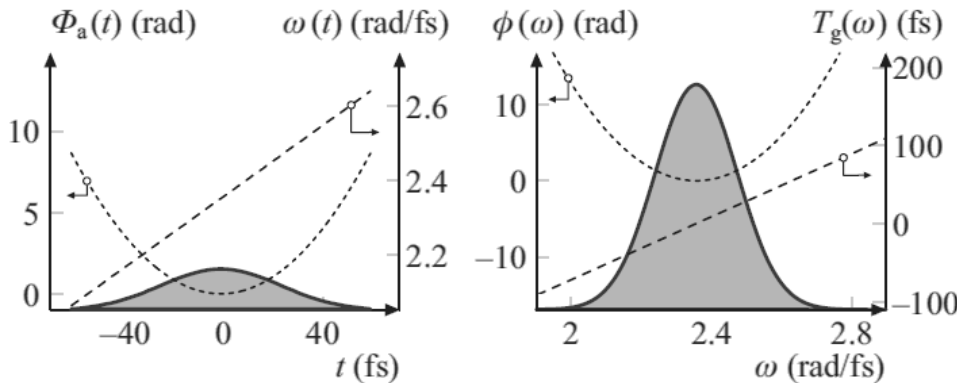 Φa(t) (rad) ω(t) (rad/fs)
10
5
0
2.6
2.4
2.2
−40 0 40
t (fs)
ϕ(ω) (rad) Tg(ω) (fs)
10
0
−10
200
100
0
−100
2 2.4 2.8
ω (rad/fs)